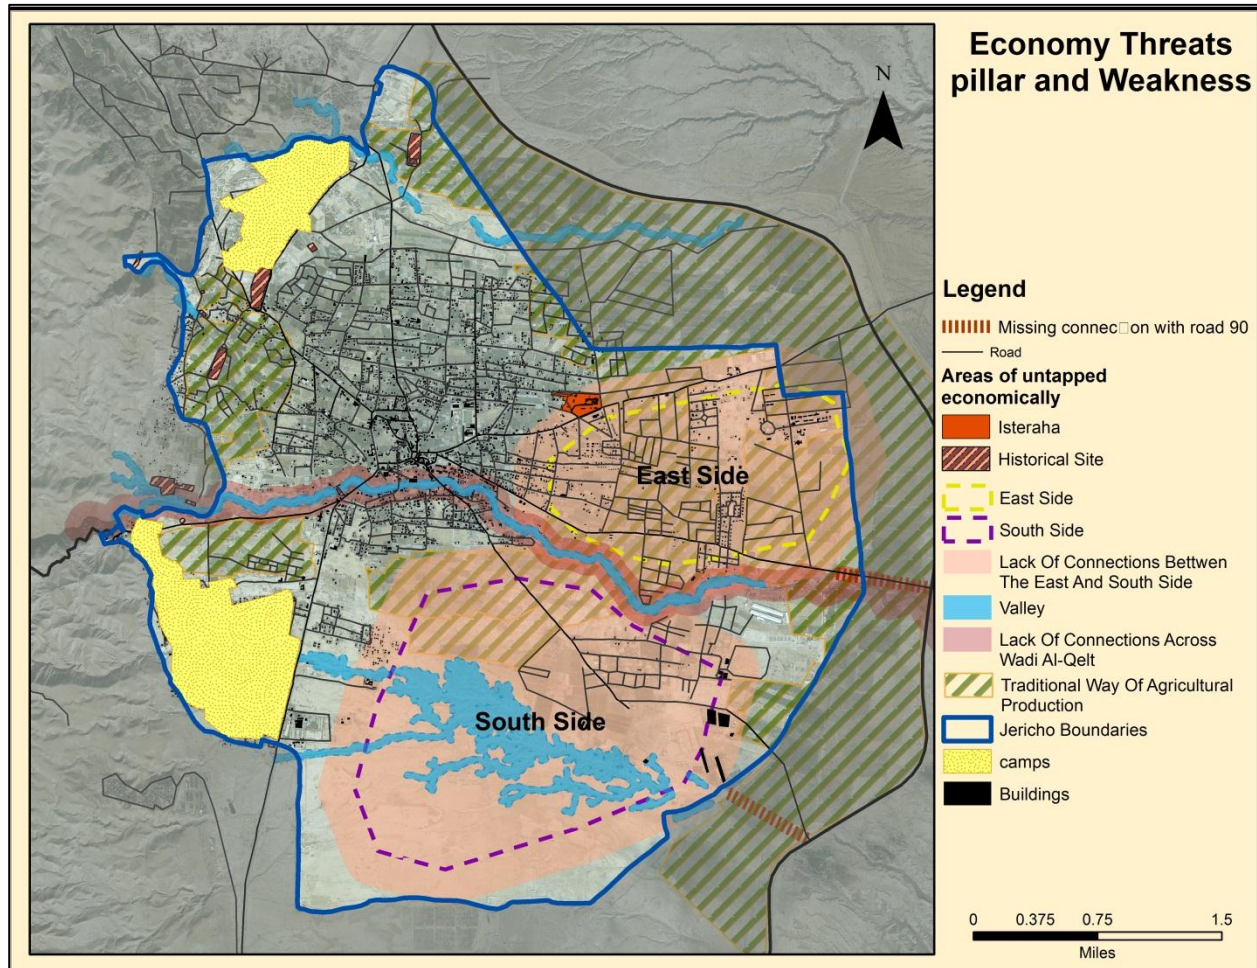 Economy Threats
pillar and Weakness
N
East Side
South Side
Legend
Missing connec□on with road 90
Road
Areas of untapped
economically
Isteraha
Historical Site
East Side
South Side
Lack Of Connections Bettwen
The East And South Side
Valley
Lack Of Connections Across
Wadi Al-Qelt
Traditional Way Of Agricultural
Production
Jericho Boundaries
camps
Buildings
0 0.375 0.75 1.5
Miles